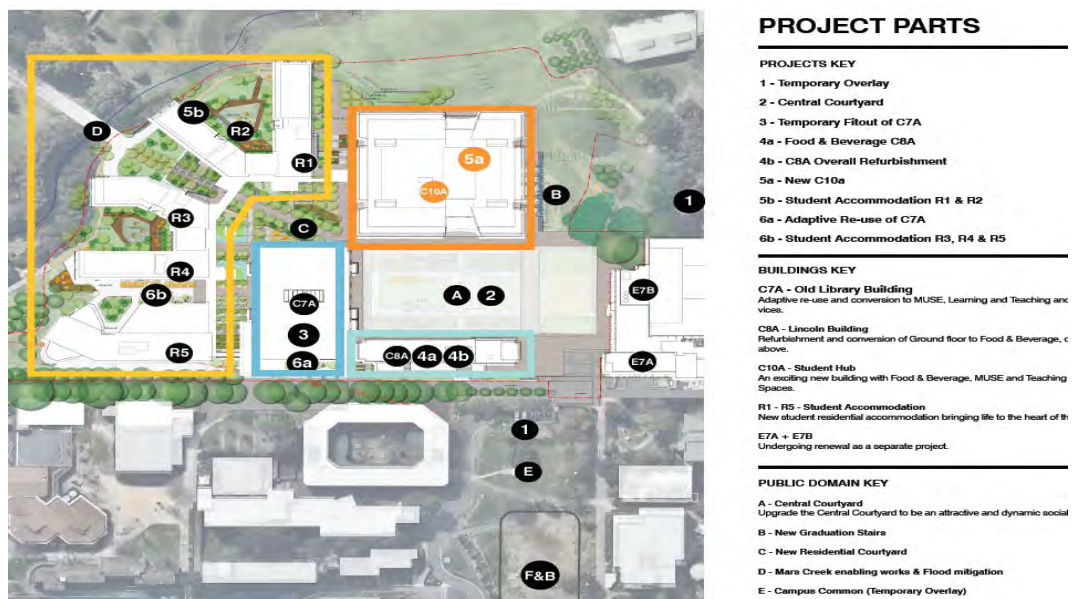 5b
D
R2
R1
5a
C10A
B
1
R3
C
R4
6b
C7A
A
2
E7B
3
R5
6a
C8A
4a
4b
E7A
1
E
F&B
PROJECT PARTS
PROJECTS KEY
1 - Temporary Overlay
2 - Central Courtyard
3 - Temporary Fitout of C7A
4a - Food & Beverage C8A
4b - C8A Overall Refurbishment
5a - New C10a
5b - Student Accommodation R1 & R2
6a - Adaptive Re-use of C7A
6b - Student Accommodation R3, R4 & R5
BUILDINGS KEY
C7A - Old Library Building
Adaptive re-use and conversion to MUSE, Learning and Teaching and
vices.
C8A - Lincoln Building
Refurbishment and conversion of Ground floor to Food & Beverage,
above.
C10A - Student Hub
An exciting new building with Food & Beverage, MUSE and Teaching
Spaces.
R1 - R5 - Student Accommodation
New student residential accommodation bringing life to the heart of
E7A + E7B
Undergoing renewal as a separate project.
PUBLIC DOMAIN KEY
A - Central Courtyard
Upgrade the Central Courtyard to be an attractive and dynamic social
B - New Graduation Stairs
C - New Residential Courtyard
D - Mars Creek enabling works & Flood mitigation
E - Campus Common (Temporary Overlay)